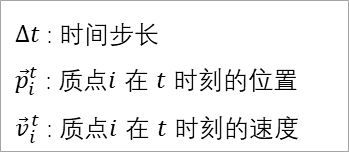 Δt : 时间步长
p⃗ᵢᵗ : 质点i 在 t 时刻的位置
v⃗ᵢᵗ : 质点i 在 t 时刻的速度